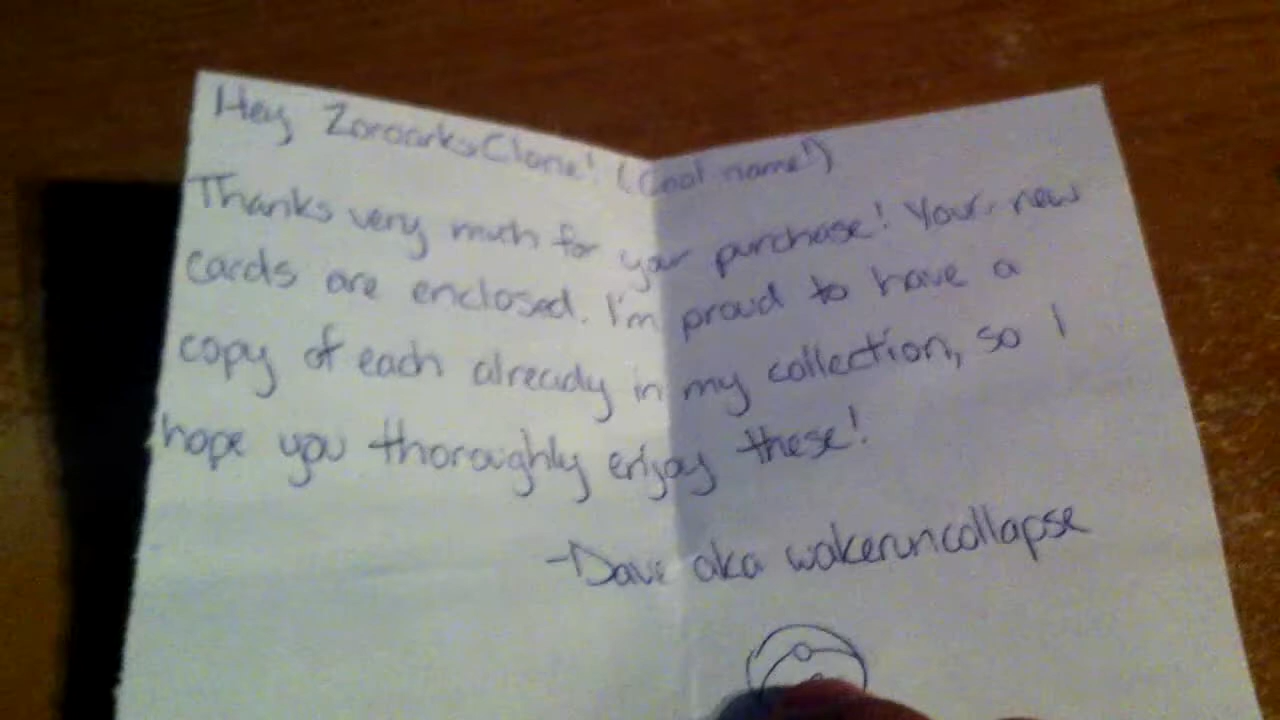 Hey ZoroarksClone! (Cool name!)
Thanks very much for your purchase! Your new
cards are enclosed. I'm proud to have a
copy of each already in my collection, so I
hope you thoroughly enjoy these!
-Dave aka wakeruncollapse